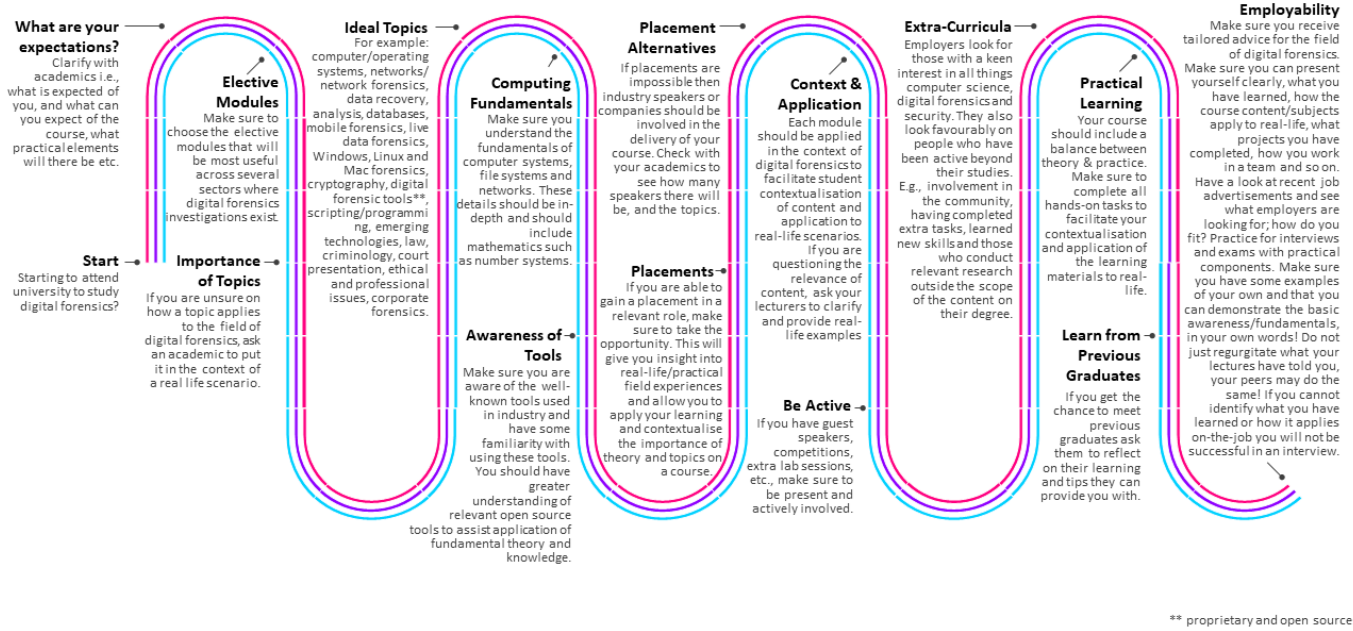 What are your
expectations?
Clarify with
academics i.e.,
what is expected of
you, and what can
you expect of the
course, what
practical elements
will there be etc.
Start
Starting to attend
university to study
digital forensics?
Elective
Modules
Make sure to
choose the elective
modules that will
be most useful
across several
sectors where
digital forensics
investigations exist.
Importance
of Topics
If you are unsure on
how a topic applies
to the field of
digital forensics, ask
an academic to put
it in the context of
a real life scenario.
Ideal Topics
For example:
computer/operating
systems, networks/
network forensics,
data recovery,
analysis, databases,
mobile forensics, live
data forensics,
Windows, Linux and
Mac forensics,
cryptography, digital
forensic tools**,
scripting/programmi
ng, emerging
technologies, law,
criminology, court
presentation, ethical
and professional
issues, corporate
forensics.
Computing
Fundamentals
Make sure you
understand the
fundamentals of
computer systems,
file systems and
networks. These
details should be in-
depth and should
include
mathematics such
as number systems.
Awareness of
Tools
Make sure you are
aware of the well-
known tools used
in industry and
have some
familiarity with
using these tools.
You should have
greater
understanding of
relevant open source
tools to assist application of
fundamental theory and
knowledge.
Placement
Alternatives
If placements are
impossible then
industry speakers or
companies should be
involved in the
delivery of your
course. Check with
your academics to
see how many
speakers there will
be, and the topics.
Placements
If you are able to
gain a placement in a
relevant role, make
sure to take the
opportunity. This will
give you insight into
real-life/practical
field experiences
and allow you to
apply your learning
and contextualise
the importance of
theory and topics on
a course.
Context &
Application
Each module
should be applied
in the context of
digital forensics to
facilitate student
contextualisation
of content and
application to
real-life scenarios.
If you are
questioning the
relevance of
content, ask your
lecturers to clarify
and provide real-
life examples
Be Active
If you have guest
speakers,
competitions,
extra lab sessions,
etc., make sure to
be present and
actively involved.
Extra-Curricula
Employers look for
those with a keen
interest in all things
computer science,
digital forensics and
security. They also
look favourably on
people who have
been active beyond
their studies.
E.g., involvement in
the community,
having completed
extra tasks, learned
new skills and those
who conduct
relevant research
outside the scope
of the content on
their degree.
Practical
Learning
Your course
should include a
balance between
theory & practice.
Make sure to
complete all
hands-on tasks to
facilitate your
contextualisation
and application of
the learning
materials to real-
life.
Learn from
Previous
Graduates
If you get the
chance to meet
previous
graduates ask
them to reflect
on their learning
and tips they can
provide you with.
Employability
Make sure you receive
tailored advice for the field
of digital forensics.
Make sure you can present
yourself clearly, what you
have learned, how the
course content/subjects
apply to real-life, what
projects you have
completed, how you work
in a team and so on.
Have a look at recent job
advertisements and see
what employers are
looking for; how do you
fit? Practice for interviews
and exams with practical
components. Make sure
you have some examples
of your own and that you
can demonstrate the basic
awareness/fundamentals,
in your own words! Do not
just regurgitate what your
lectures have told you,
your peers may do the
same! If you cannot
identify what you have
learned or how it applies
on-the-job you will not be
successful in an interview.
** proprietary and open source